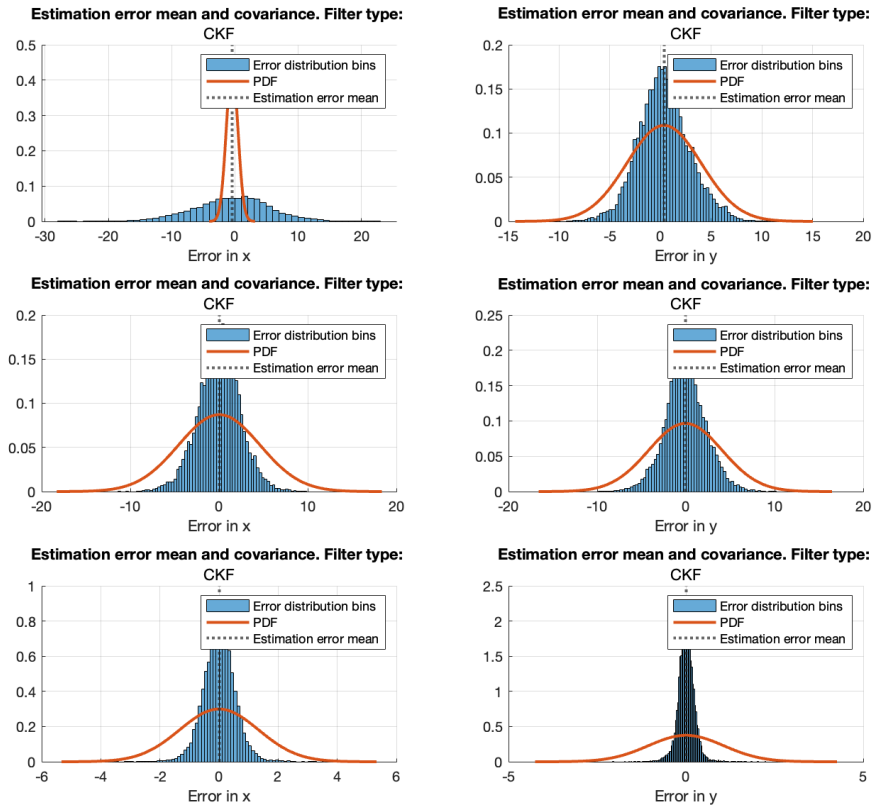 Estimation error mean and covariance. Filter type:
CKF
0.5
0.4
0.3
0.2
0.1
0
Error distribution bins
PDF
Estimation error mean
-30 -20 -10 0 10 20
Error in x
Estimation error mean and covariance. Filter type:
CKF
0.2
0.15
0.1
0.05
0
Error distribution bins
PDF
Estimation error mean
-15 -10 -5 0 5 10 15 20
Error in y
Estimation error mean and covariance. Filter type:
CKF
0.2
0.15
0.1
0.05
0
Error distribution bins
PDF
Estimation error mean
-20 -10 0 10 20
Error in x
Estimation error mean and covariance. Filter type:
CKF
0.25
0.2
0.15
0.1
0.05
0
Error distribution bins
PDF
Estimation error mean
-20 -10 0 10 20
Error in y
Estimation error mean and covariance. Filter type:
CKF
1
0.8
0.6
0.4
0.2
0
Error distribution bins
PDF
Estimation error mean
-6 -4 -2 0 2 4 6
Error in x
Estimation error mean and covariance. Filter type:
CKF
2.5
2
1.5
1
0.5
0
Error distribution bins
PDF
Estimation error mean
-5 0 5
Error in y